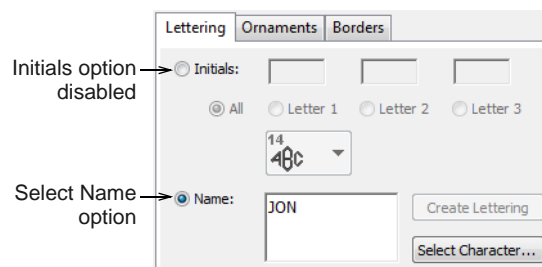 Lettering Ornaments Borders
Initials option disabled
Initials:
All Letter 1 Letter 2 Letter 3
14
ABC
Select Name option
Name:
JON
Create Lettering
Select Character...